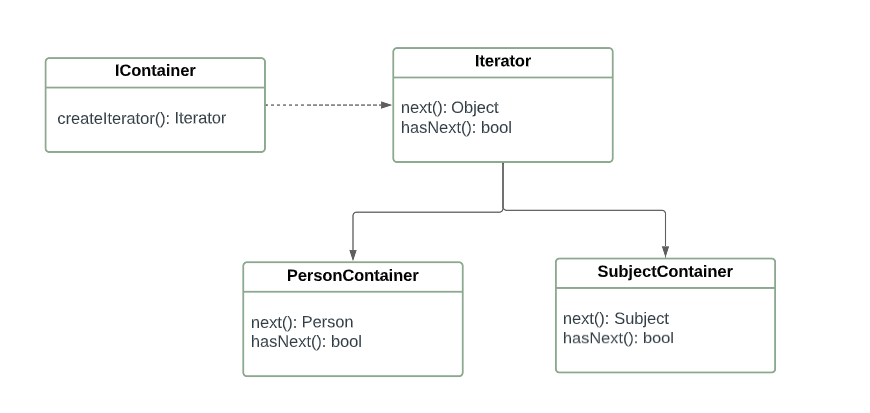 IContainer
createIterator(): Iterator
Iterator
next(): Object
hasNext(): bool
PersonContainer
next(): Person
hasNext(): bool
SubjectContainer
next(): Subject
hasNext(): bool